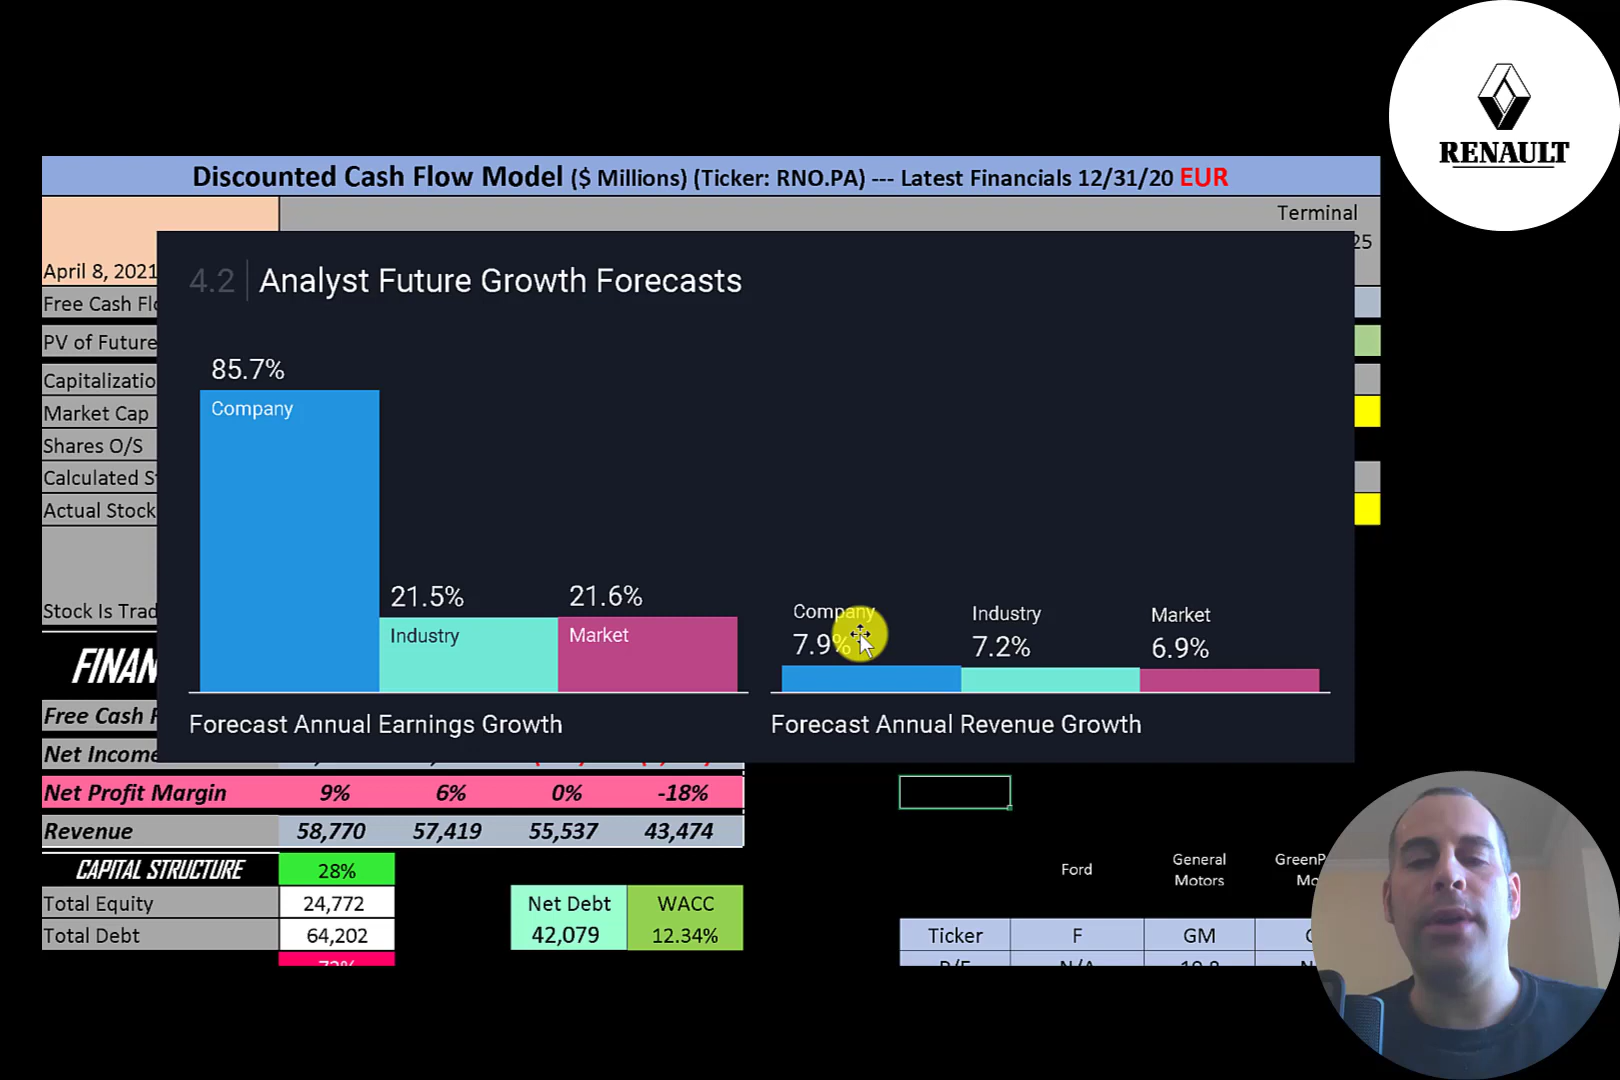 RENAULT
Discounted Cash Flow Model ($ Millions) (Ticker: RNO.PA) --- Latest Financials 12/31/20 EUR
Terminal
25
April 8, 2021
Free Cash
PV of Future
Market Cap
Shares O/S
Calculated
Actual Stock
Stock Is
4.2 Analyst Future Growth Forecasts
85.7%
Company
21.5%
Industry
21.6%
Market
Forecast Annual Earnings Growth
Company
7.9%
Industry
7.2%
Market
6.9%
Forecast Annual Revenue Growth
Free Cash
Net Income
Net Profit Margin 9% 6% 0% -18%
Revenue 58,770 57,419 55,537 43,474
CAPITAL STRUCTURE 28%
Total Equity 24,772
Total Debt 64,202
Net Debt WACC
42,079 12.34%
Ford General Motors
Ticker F GM